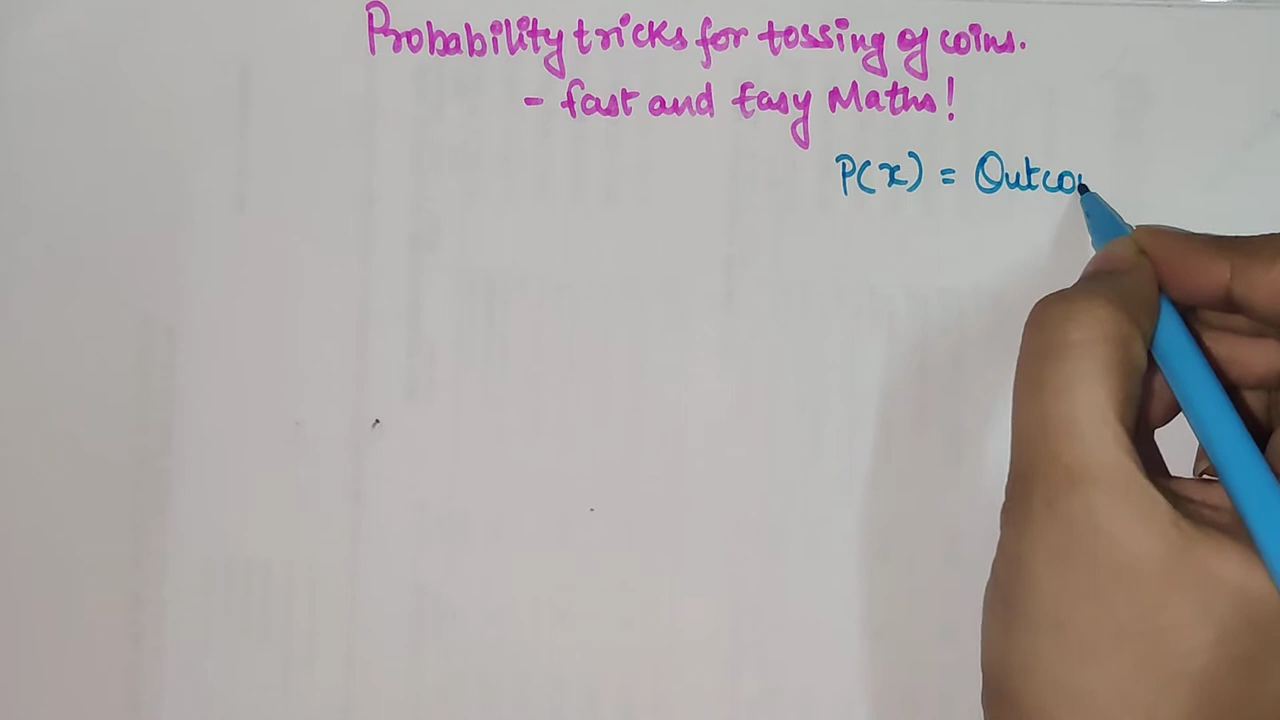 Probability tricks for tossing of coins.
- fast and Easy Maths!
P(x) = Outco